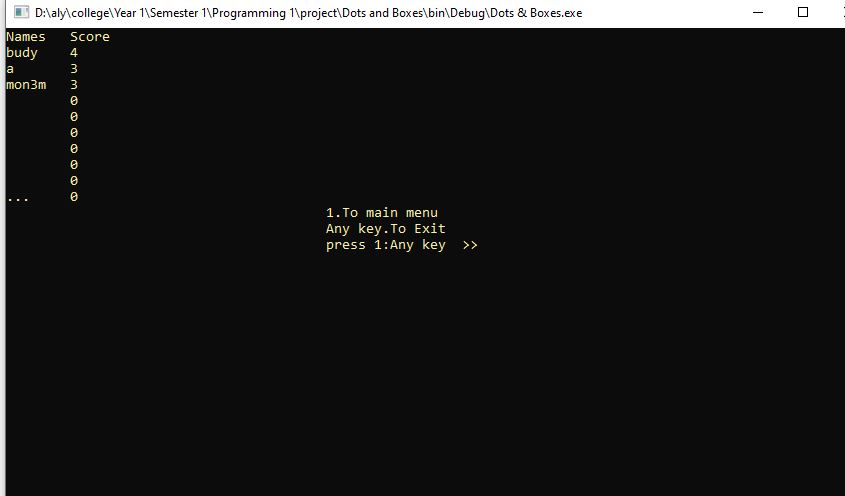 D:\aly\college\Year 1\Semester 1\Programming 1\project\Dots and Boxes\bin\Debug\Dots & Boxes.exe
Names Score
budy 4
a 3
mon3m 3
0
0
0
0
0
0
... 0
1.To main menu
Any key.To Exit
press 1:Any key >>